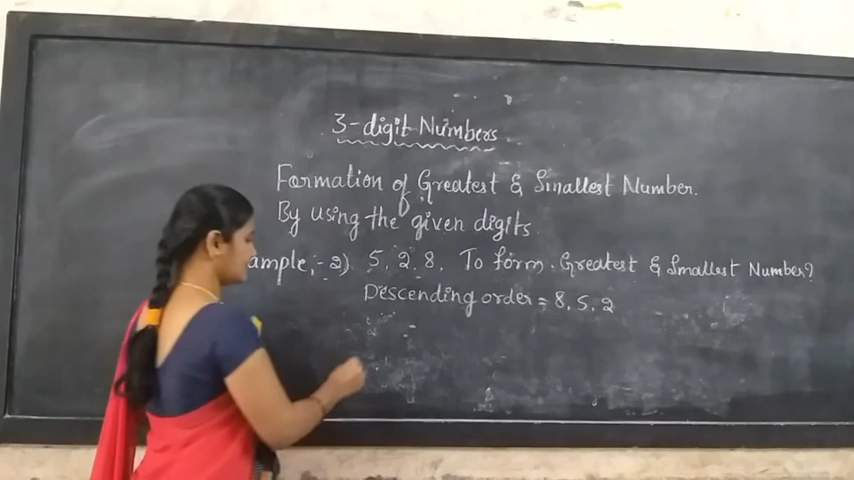 3-digit Numbers
Formation of Greatest & Smallest Number.
By using the given digits.
ample:- 2) 5, 2, 8. To form. Greatest & Smallest Number?
Descending order = 8, 5, 2